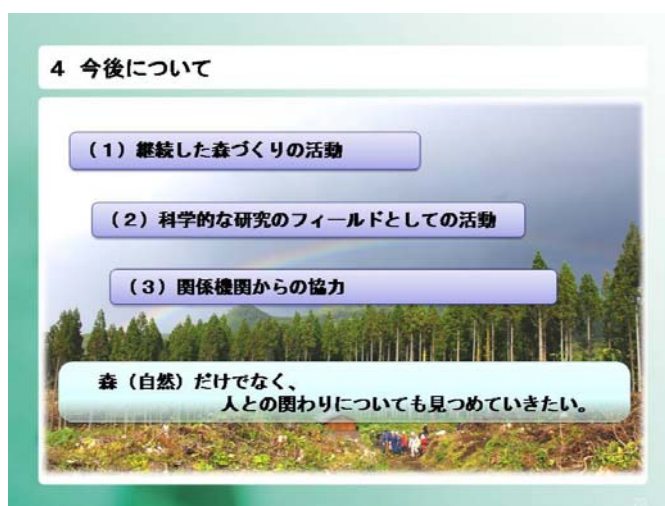 4 今後について
(1)継続した森づくりの活動
(2)科学的な研究のフィールドとしての活動
(3)関係機関からの協力
森(自然)だけでなく、
人との関わりについても見つめていきたい。